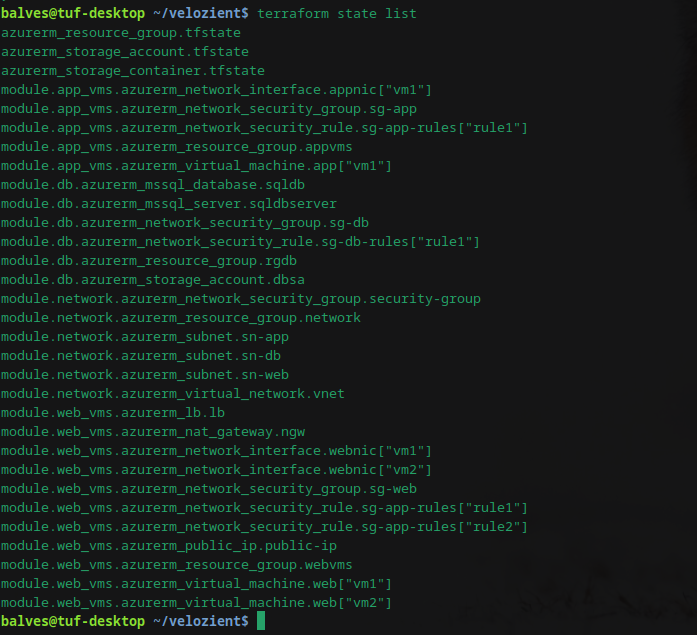 balves@tuf-desktop ~/velozient$ terraform state list
azurerm_resource_group.tfstate
azurerm_storage_account.tfstate
azurerm_storage_container.tfstate
module.app_vms.azurerm_network_interface.appnic["vm1"]
module.app_vms.azurerm_network_security_group.sg-app
module.app_vms.azurerm_network_security_rule.sg-app-rules["rule1"]
module.app_vms.azurerm_resource_group.appvms
module.app_vms.azurerm_virtual_machine.app["vm1"]
module.db.azurerm_mssql_database.sqldb
module.db.azurerm_mssql_server.sqldbserver
module.db.azurerm_network_security_group.sg-db
module.db.azurerm_network_security_rule.sg-db-rules["rule1"]
module.db.azurerm_resource_group.rgdb
module.db.azurerm_storage_account.dbsa
module.network.azurerm_network_security_group.security-group
module.network.azurerm_resource_group.network
module.network.azurerm_subnet.sn-app
module.network.azurerm_subnet.sn-db
module.network.azurerm_subnet.sn-web
module.network.azurerm_virtual_network.vnet
module.web_vms.azurerm_lb.lb
module.web_vms.azurerm_nat_gateway.ngw
module.web_vms.azurerm_network_interface.webnic["vm1"]
module.web_vms.azurerm_network_interface.webnic["vm2"]
module.web_vms.azurerm_network_security_group.sg-web
module.web_vms.azurerm_network_security_rule.sg-app-rules["rule1"]
module.web_vms.azurerm_network_security_rule.sg-app-rules["rule2"]
module.web_vms.azurerm_public_ip.public-ip
module.web_vms.azurerm_resource_group.webvms
module.web_vms.azurerm_virtual_machine.web["vm1"]
module.web_vms.azurerm_virtual_machine.web["vm2"]
balves@tuf-desktop ~/velozient$